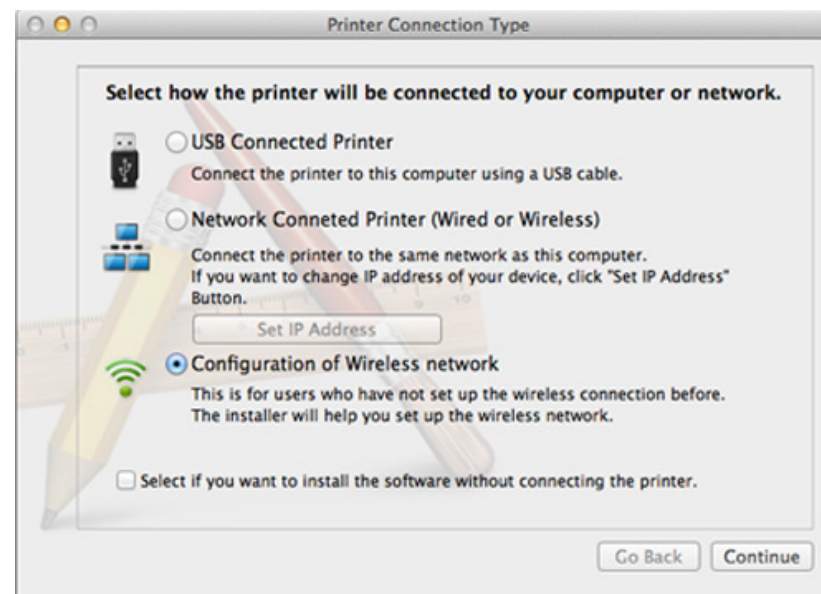 Printer Connection Type
Select how the printer will be connected to your computer or network.
USB Connected Printer
Connect the printer to this computer using a USB cable.
Network Conneted Printer (Wired or Wireless)
Connect the printer to the same network as this computer.
If you want to change IP address of your device, click "Set IP Address"
Button.
Set IP Address
Configuration of Wireless network
This is for users who have not set up the wireless connection before.
The installer will help you set up the wireless network.
Select if you want to install the software without connecting the printer.
Go Back Continue